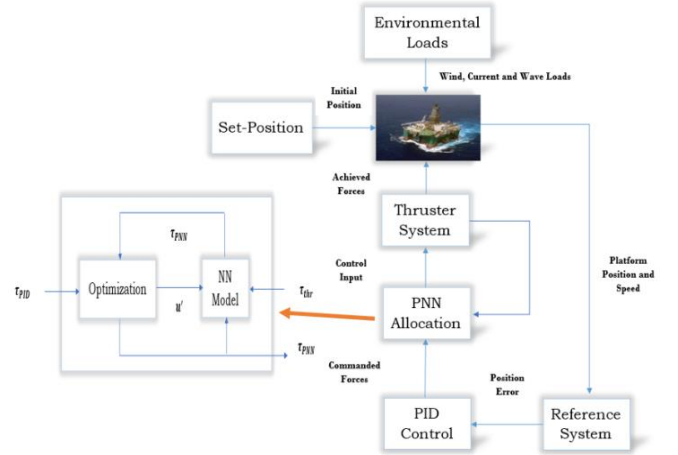 Environmental
Loads
Wind, Current and Wave Loads
Initial
Position
Set-Position
Achieved
Forces
Thruster
System
τPNN
Platform
Position and
Speed
Control
Input
τPID
Optimization
u'
NN
Model
τthr
PNN
Allocation
τPNN
Commanded
Forces
Position
Error
PID
Control
Reference
System